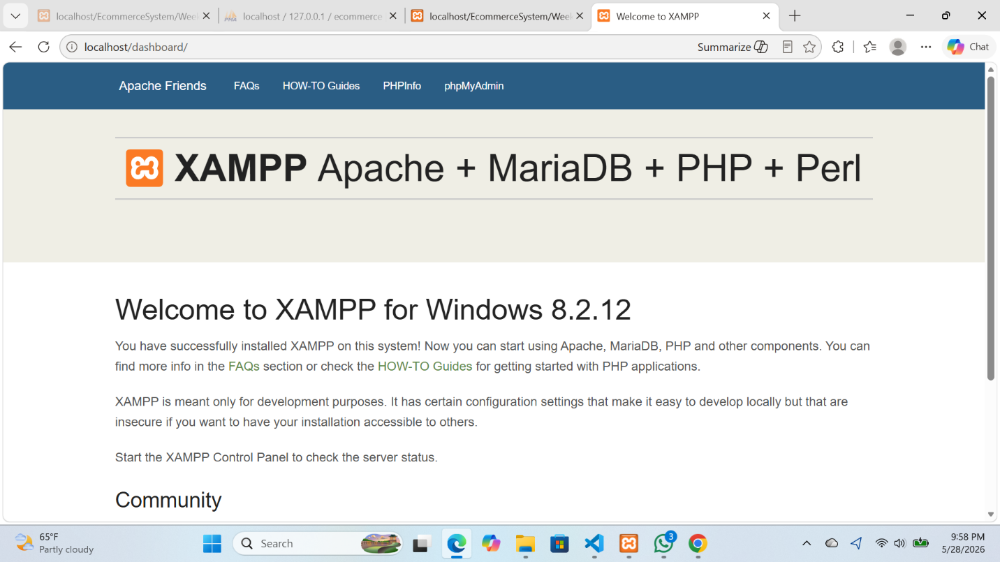 localhost/EcommerceSystem/Week
localhost / 127.0.0.1 / ecommerce
localhost/EcommerceSystem/Week
Welcome to XAMPP
localhost/dashboard/
Summarize
Chat
Apache Friends
FAQs
HOW-TO Guides
PHPInfo
phpMyAdmin
XAMPP Apache + MariaDB + PHP + Perl
Welcome to XAMPP for Windows 8.2.12
You have successfully installed XAMPP on this system! Now you can start using Apache, MariaDB, PHP and other components. You can
find more info in the FAQs section or check the HOW-TO Guides for getting started with PHP applications.
XAMPP is meant only for development purposes. It has certain configuration settings that make it easy to develop locally but that are
insecure if you want to have your installation accessible to others.
Start the XAMPP Control Panel to check the server status.
Community
65°F
Partly cloudy
Search
3
9:58 PM
5/28/2026